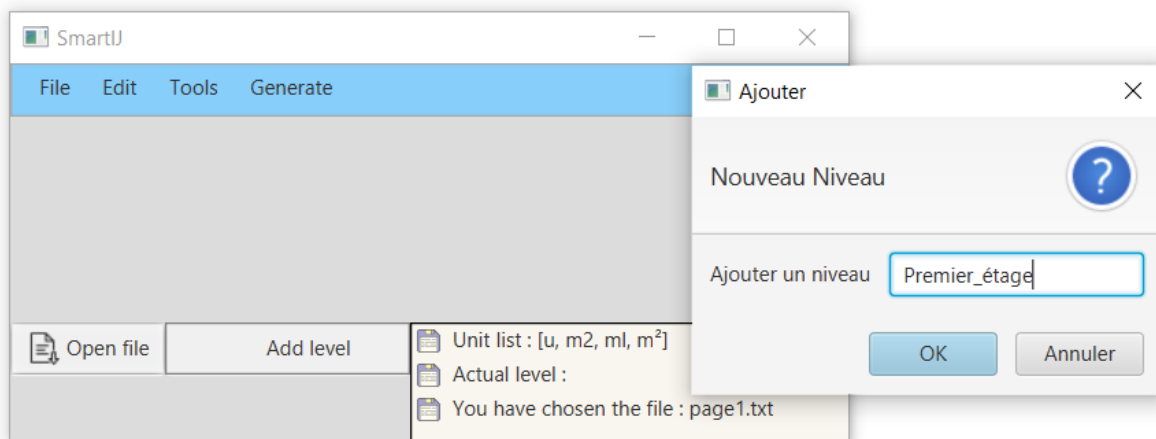 SmartIJ
File Edit Tools Generate
Ajouter
Nouveau Niveau
?
Ajouter un niveau Premier_étage
OK Annuler
Open file Add level
Unit list : [u, m2, ml, m²]
Actual level :
You have chosen the file : page1.txt